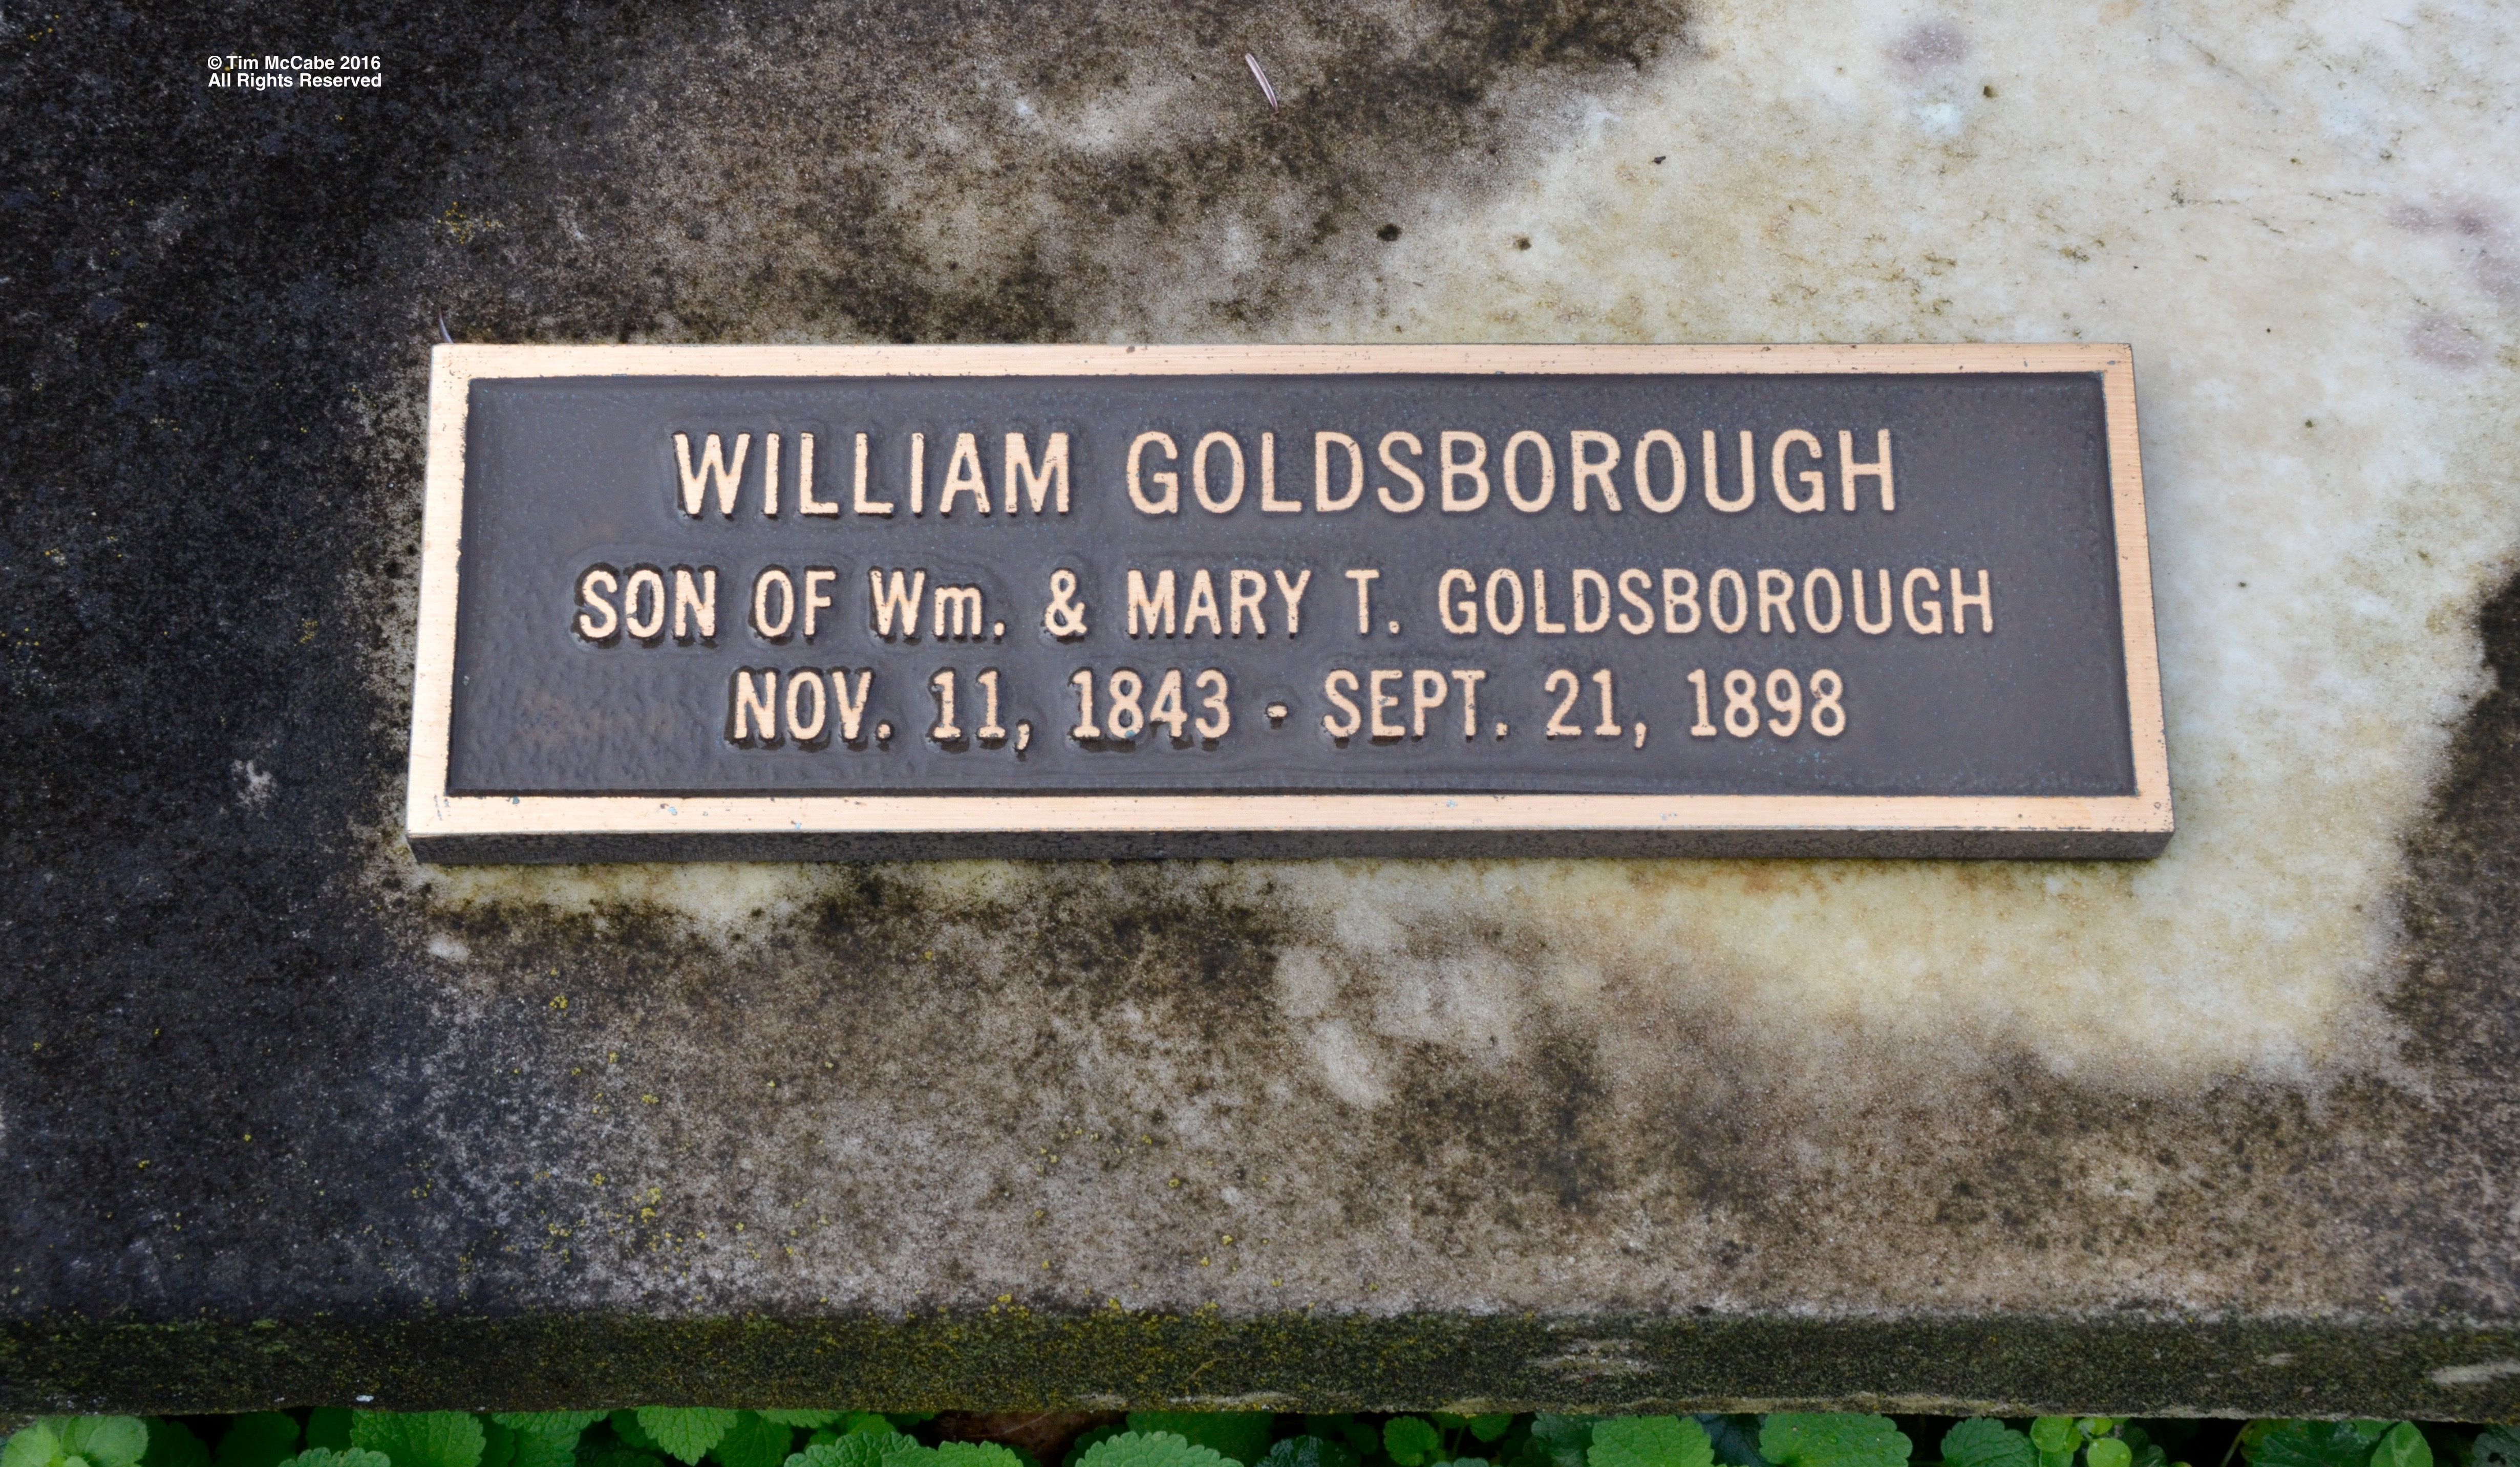 © Tim McCabe 2016
All Rights Reserved
WILLIAM GOLDSBOROUGH
SON OF Wm. & MARY T. GOLDSBOROUGH
NOV. 11, 1843 - SEPT. 21, 1898